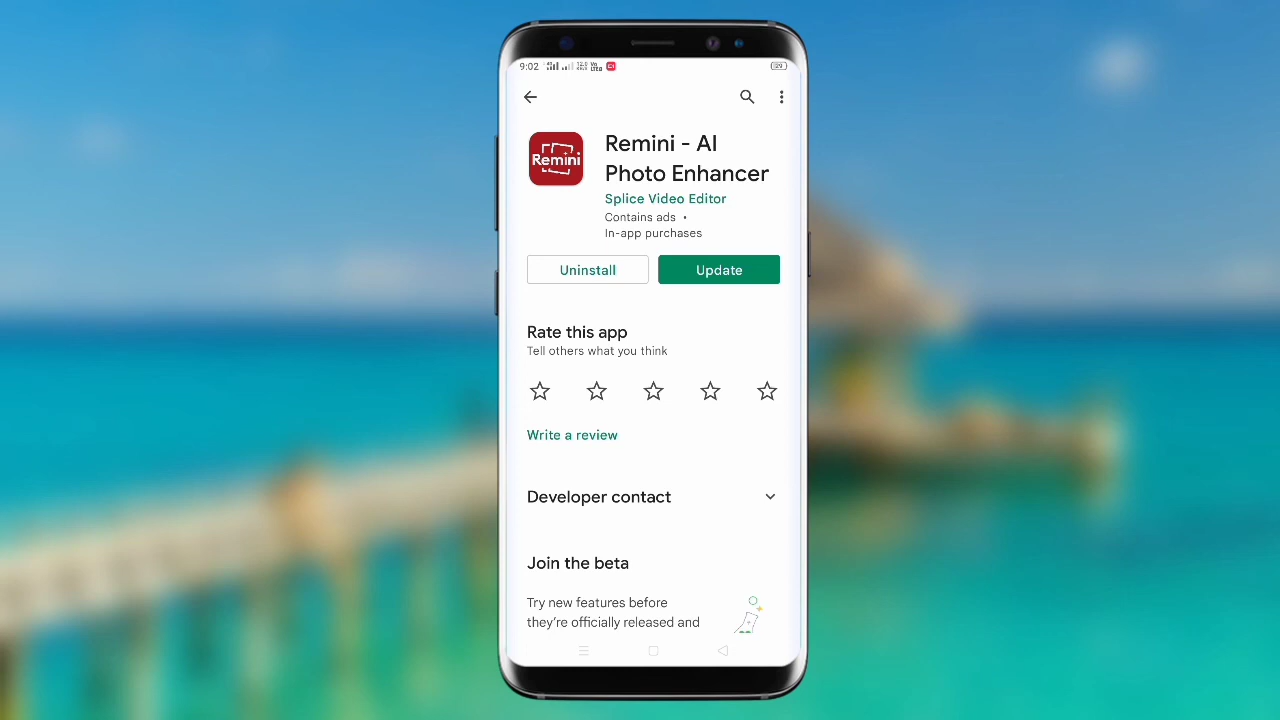 9:02
29
Remini
Remini - AI
Photo Enhancer
Splice Video Editor
Contains ads •
In-app purchases
Uninstall
Update
Rate this app
Tell others what you think
Write a review
Developer contact
Join the beta
Try new features before
they're officially released and